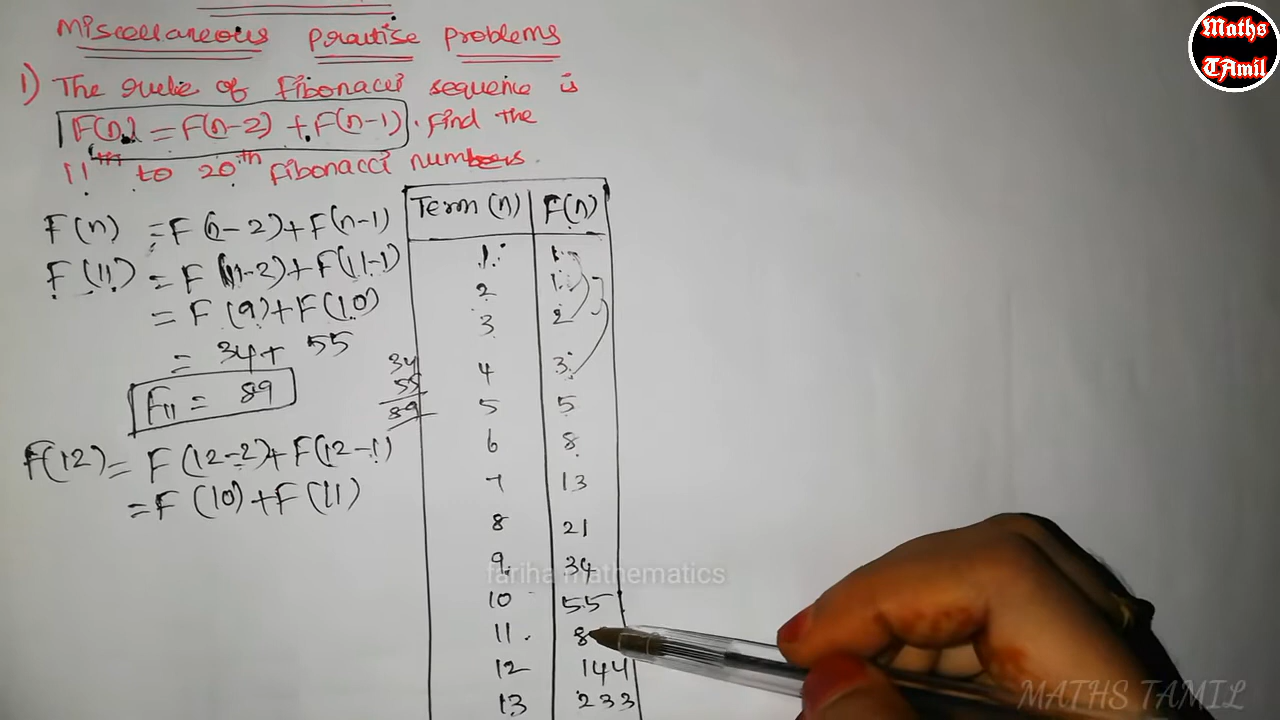 Miscellaneous Practise Problems
1) The rule of Fibonacci sequence is
F(n) = F(n-2) + F(n-1). Find the
11th to 20th Fibonacci numbers.
F(n) = F(n-2)+F(n-1)
F(11) = F(11-2)+F(11-1)
= F(9)+F(10)
= 34+ 55
F11 = 89
34
55
89
F(12) = F(12-2)+F(12-1)
= F(10)+F(11)
Term (n) F(n)
1 1
2 1
3 2
4 3
5 5
6 8
7 13
8 21
9 34
10 55
11 8
12 144
13 233
fariha mathematics
Maths
TAmil
MATHS TAMIL